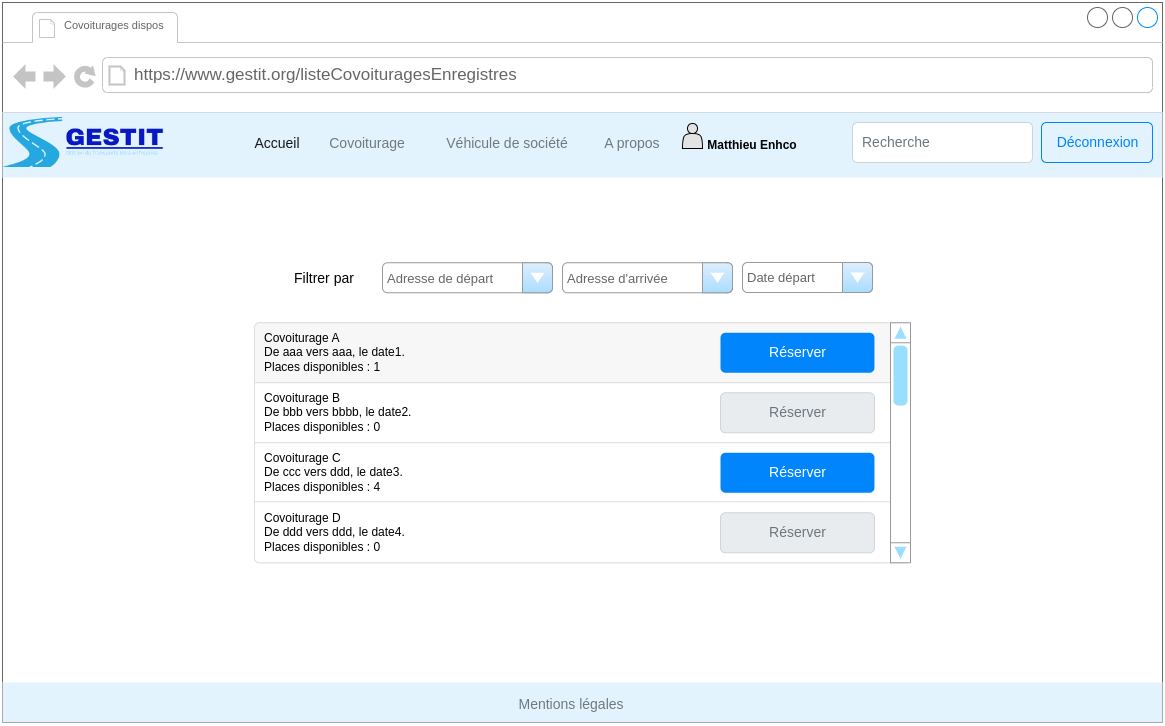 Covoiturages dispos
https://www.gestit.org/listeCovoituragesEnregistres
GESTIT
Accueil
Covoiturage
Véhicule de société
A propos
Matthieu Enhco
Recherche
Déconnexion
Filtrer par
Adresse de départ
Adresse d'arrivée
Date départ
Covoiturage A
De aaa vers aaa, le date1.
Places disponibles : 1
Réserver
Covoiturage B
De bbb vers bbbb, le date2.
Places disponibles : 0
Réserver
Covoiturage C
De ccc vers ddd, le date3.
Places disponibles : 4
Réserver
Covoiturage D
De ddd vers ddd, le date4.
Places disponibles : 0
Réserver
Mentions légales